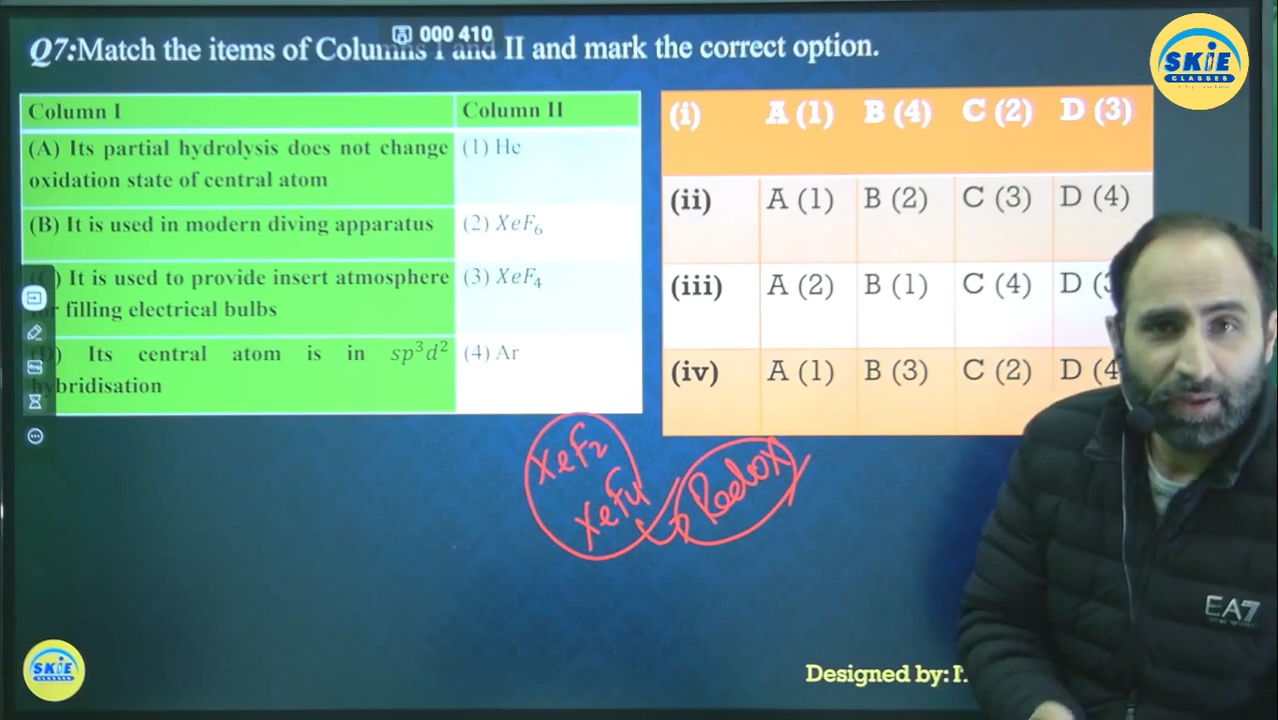 000 410
Q7:Match the items of Columns I and II and mark the correct option.
SKiE
CLASSES
Column I
Column II
(A) Its partial hydrolysis does not change
oxidation state of central atom
(1) He
(B) It is used in modern diving apparatus
(2) XeF₆
(C) It is used to provide insert atmosphere
filling electrical bulbs
(3) XeF₄
(D) Its central atom is in sp³d²
hybridisation
(4) Ar
(i) A (1) B (4) C (2) D (3)
(ii) A (1) B (2) C (3) D (4)
(iii) A (2) B (1) C (4) D (3
(iv) A (1) B (3) C (2) D (4
XeF2
XeF4
Redox
EA7
SKiE
CLASSES
Designed by: